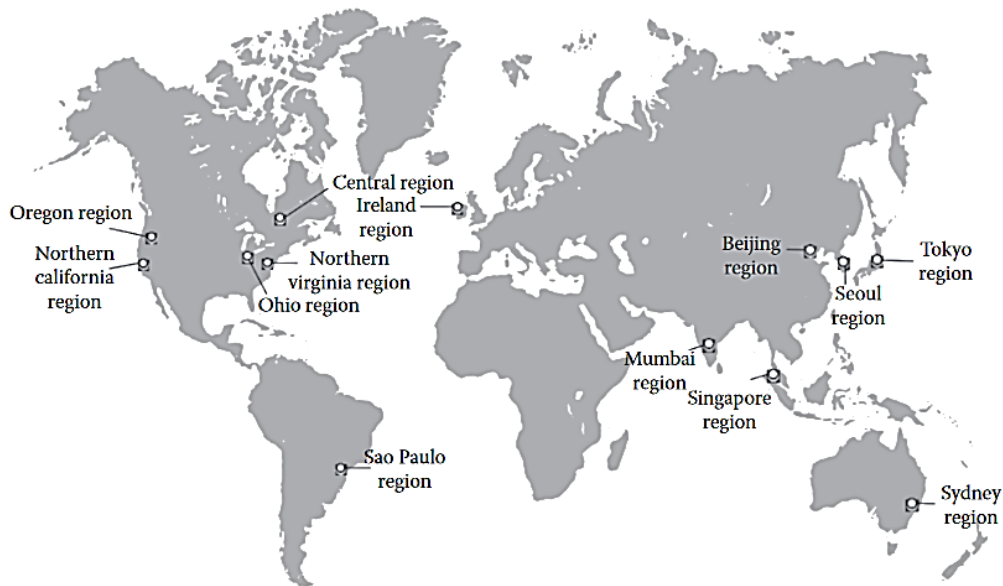 Central region
Ireland
region
Oregon region
Northern
california
region
Northern
virginia region
Ohio region
Beijing
region
Tokyo
region
Seoul
region
Mumbai
region
Singapore
region
Sao Paulo
region
Sydney
region